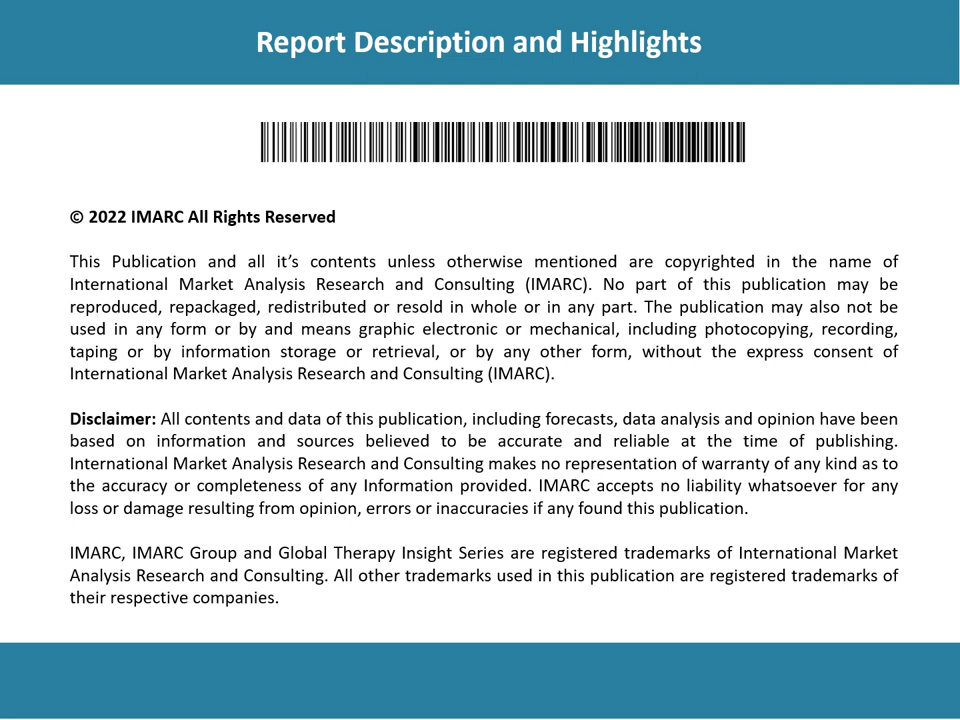 Report Description and Highlights
© 2022 IMARC All Rights Reserved
This Publication and all it’s contents unless otherwise mentioned are copyrighted in the name of
International Market Analysis Research and Consulting (IMARC). No part of this publication may be
reproduced, repackaged, redistributed or resold in whole or in any part. The publication may also not be
used in any form or by and means graphic electronic or mechanical, including photocopying, recording,
taping or by information storage or retrieval, or by any other form, without the express consent of
International Market Analysis Research and Consulting (IMARC).
Disclaimer: All contents and data of this publication, including forecasts, data analysis and opinion have been
based on information and sources believed to be accurate and reliable at the time of publishing.
International Market Analysis Research and Consulting makes no representation of warranty of any kind as to
the accuracy or completeness of any Information provided. IMARC accepts no liability whatsoever for any
loss or damage resulting from opinion, errors or inaccuracies if any found this publication.
IMARC, IMARC Group and Global Therapy Insight Series are registered trademarks of International Market
Analysis Research and Consulting. All other trademarks used in this publication are registered trademarks of
their respective companies.